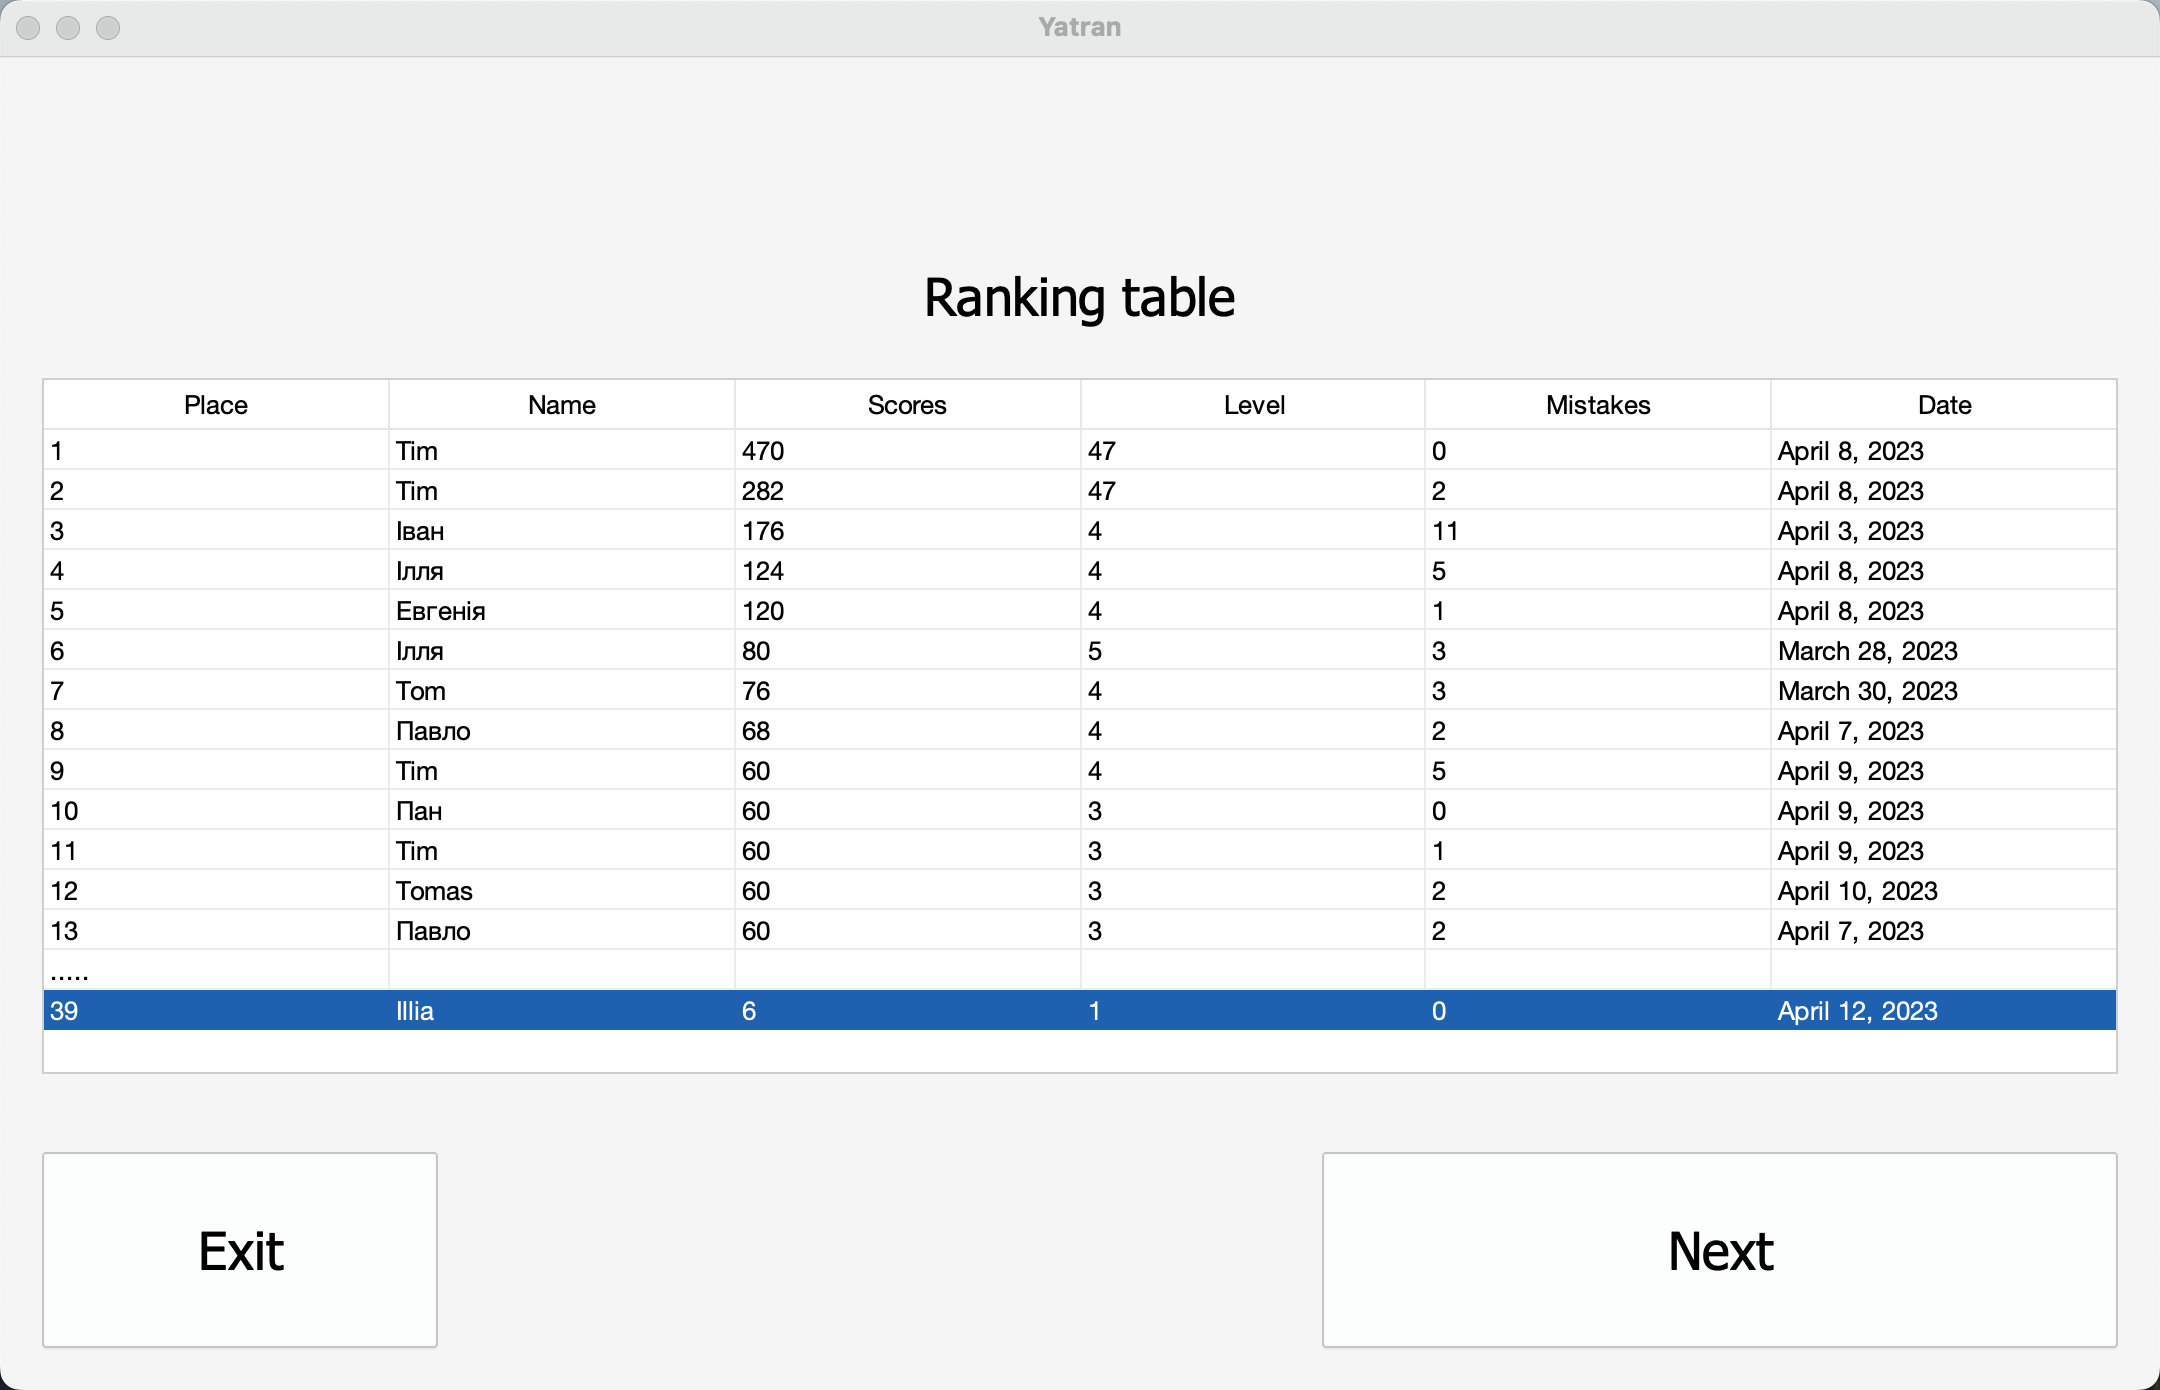 Yatran
Ranking table
Place Name Scores Level Mistakes Date
1 Tim 470 47 0 April 8, 2023
2 Tim 282 47 2 April 8, 2023
3 Іван 176 4 11 April 3, 2023
4 Ілля 124 4 5 April 8, 2023
5 Евгенія 120 4 1 April 8, 2023
6 Ілля 80 5 3 March 28, 2023
7 Tom 76 4 3 March 30, 2023
8 Павло 68 4 2 April 7, 2023
9 Tim 60 4 5 April 9, 2023
10 Пан 60 3 0 April 9, 2023
11 Tim 60 3 1 April 9, 2023
12 Tomas 60 3 2 April 10, 2023
13 Павло 60 3 2 April 7, 2023
.....
39 Illia 6 1 0 April 12, 2023
Exit Next